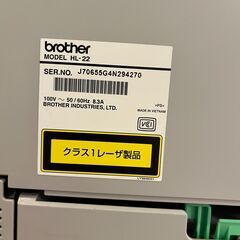 brother
MODEL HL-22
SER.NO. J70655G4N294270
100V ～ 50 / 60Hz 8.3A
BROTHER INDUSTRIES, LTD.
MADE IN VIETNAM
VCCI
クラス1レーザ製品